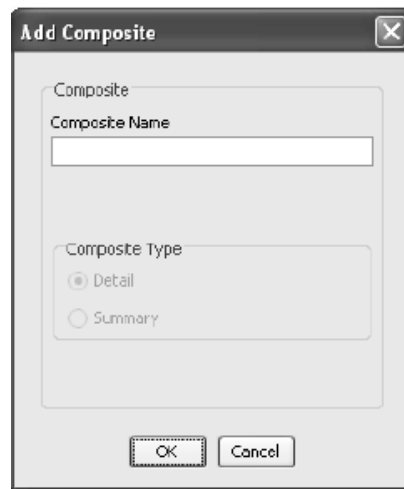 Add Composite
Composite
Composite Name
Composite Type
Detail
Summary
OK
Cancel